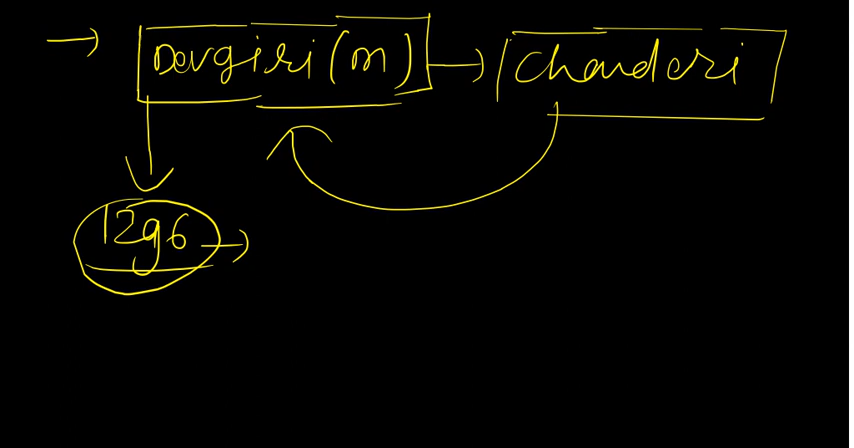 → Devgiri (m) → Chanderi
1296 →